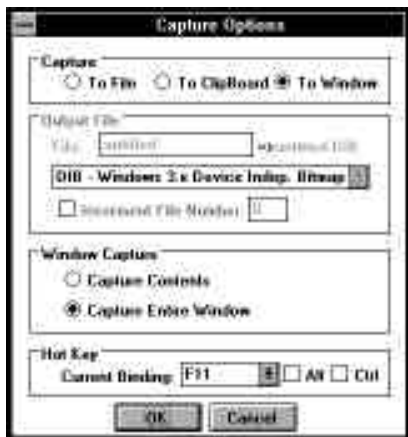 Capture Options
Capture
To File To ClipBoard To Window
Output File
File: untitled
DIB - Windows 3.x Device Indep. Bitmap
Increment File Number 0
Window Capture
Capture Contents
Capture Entire Window
Hot Key
Current Binding: F11 Alt Ctrl
OK Cancel